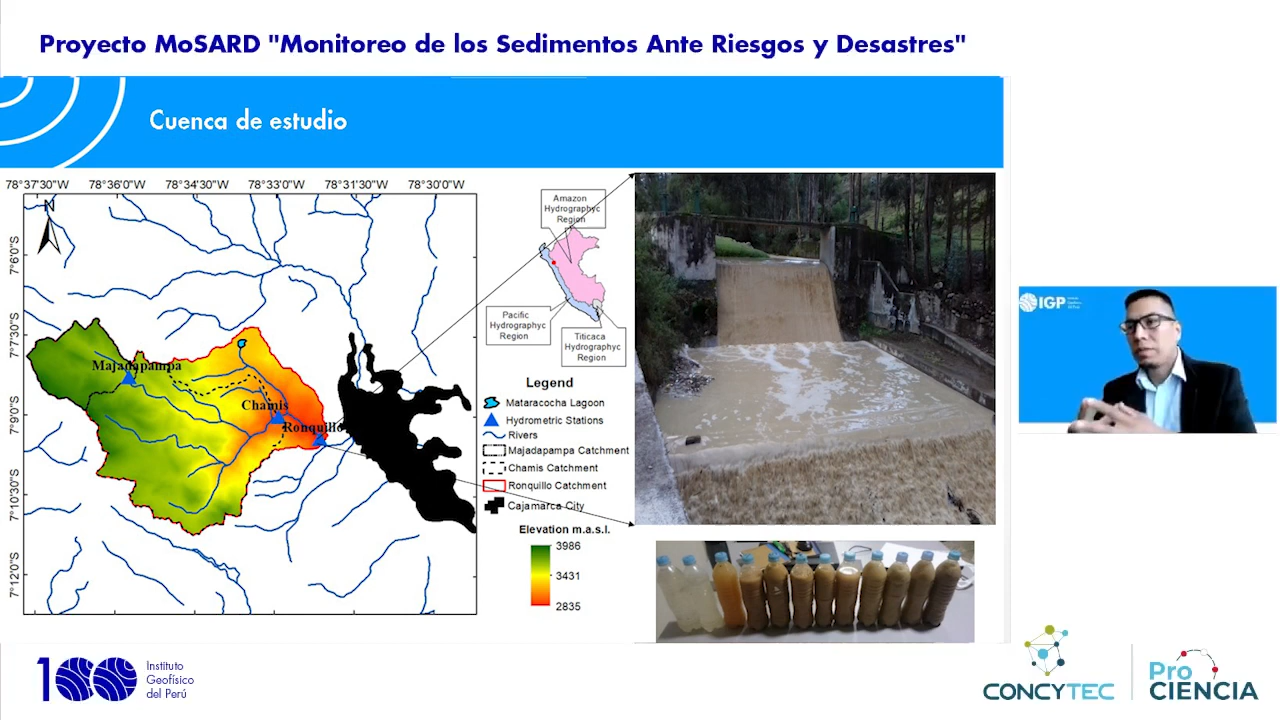 Proyecto MoSARD "Monitoreo de los Sedimentos Ante Riesgos y Desastres"
Cuenca de estudio
78°37'30"W 78°36'0"W 78°34'30"W 78°33'0"W 78°31'30"W 78°30'0"W
N
7°6'0"S
7°7'30"S
7°9'0"S
7°10'30"S
7°12'0"S
Majadapampa
Chamis
Ronquillo
Amazon
Hydrographyc
Region
Pacific
Hydrographyc
Region
Titicaca
Hydrographyc
Region
Legend
Mataracocha Lagoon
Hydrometric Stations
Rivers
Majadapampa Catchment
Chamis Catchment
Ronquillo Catchment
Cajamarca City
Elevation m.a.s.l.
3986
3431
2835
IGP
100
Instituto
Geofísico
del Perú
CONCYTEC
Pro
CIENCIA